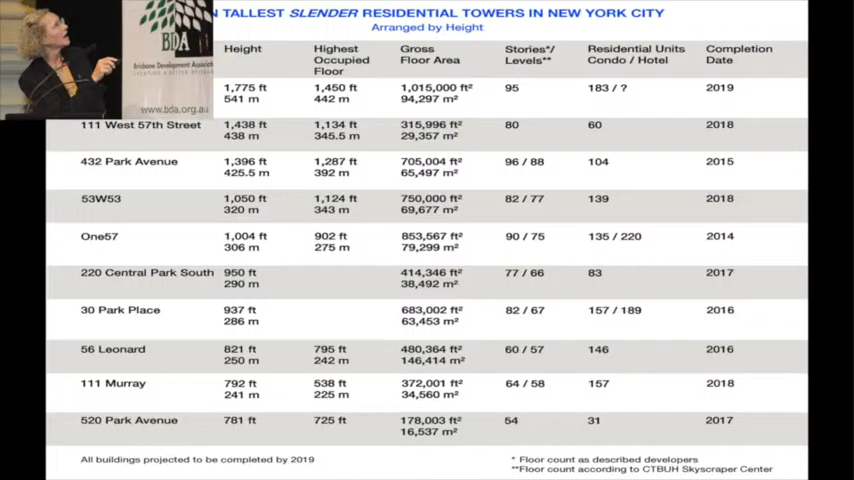 N TALLEST SLENDER RESIDENTIAL TOWERS IN NEW YORK CITY
Arranged by Height
BDA
Brisbane Development Associati
www.bda.org.au
Height Highest Occupied Floor Gross Floor Area Stories*/ Levels** Residential Units Condo / Hotel Completion Date
1,775 ft 1,450 ft 1,015,000 ft² 95 183 / ? 2019
541 m 442 m 94,297 m²
111 West 57th Street 1,438 ft 1,134 ft 315,996 ft² 80 60 2018
438 m 345.5 m 29,357 m²
432 Park Avenue 1,396 ft 1,287 ft 705,004 ft² 96 / 88 104 2015
425.5 m 392 m 65,497 m²
53W53 1,050 ft 1,124 ft 750,000 ft² 82 / 77 139 2018
320 m 343 m 69,677 m²
One57 1,004 ft 902 ft 853,567 ft² 90 / 75 135 / 220 2014
306 m 275 m 79,299 m²
220 Central Park South 950 ft 414,346 ft² 77 / 66 83 2017
290 m 38,492 m²
30 Park Place 937 ft 683,002 ft² 82 / 67 157 / 189 2016
286 m 63,453 m²
56 Leonard 821 ft 795 ft 480,364 ft² 60 / 57 146 2016
250 m 242 m 146,414 m²
111 Murray 792 ft 538 ft 372,001 ft² 64 / 58 157 2018
241 m 225 m 34,560 m²
520 Park Avenue 781 ft 725 ft 178,003 ft² 54 31 2017
16,537 m²
All buildings projected to be completed by 2019
* Floor count as described developers
**Floor count according to CTBUH Skyscraper Center